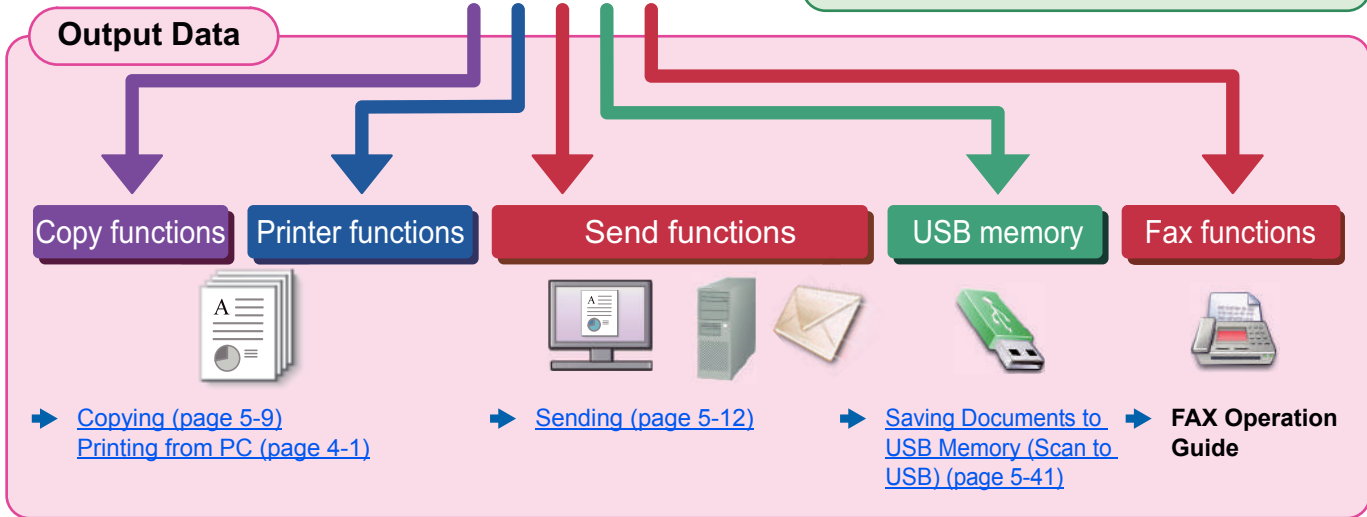 Output Data
Copy functions
Printer functions
Send functions
USB memory
Fax functions
A
A
Copying (page 5-9)
Printing from PC (page 4-1)
Sending (page 5-12)
Saving Documents to
USB Memory (Scan to
USB) (page 5-41)
FAX Operation
Guide